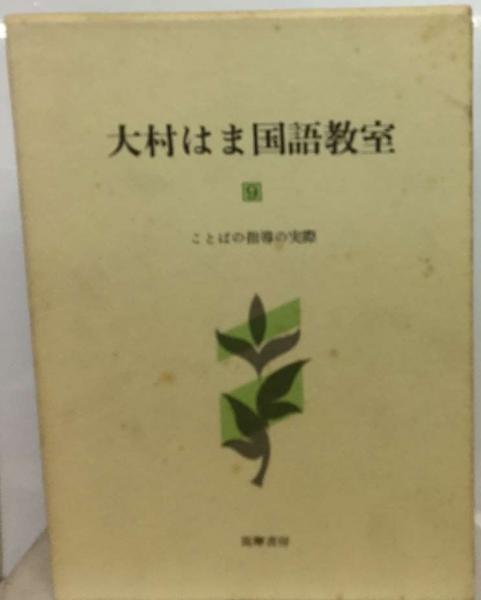 大村はま国語教室
9
ことばの指導の実際
筑摩書房